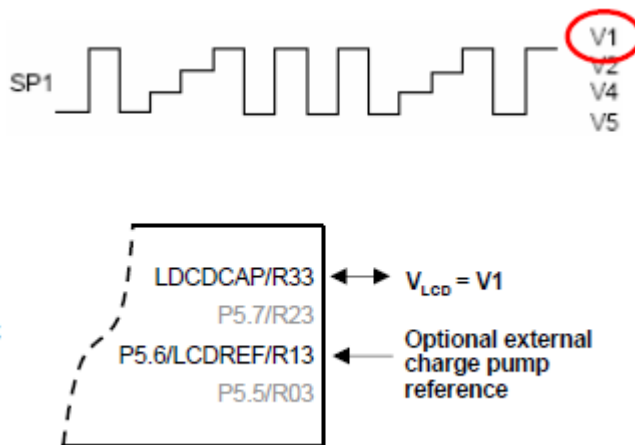 V1
SP1
V2
V4
V5
LDCDCAP/R33
VLCD = V1
P5.7/R23
P5.6/LCDREF/R13
Optional external
charge pump
reference
P5.5/R03